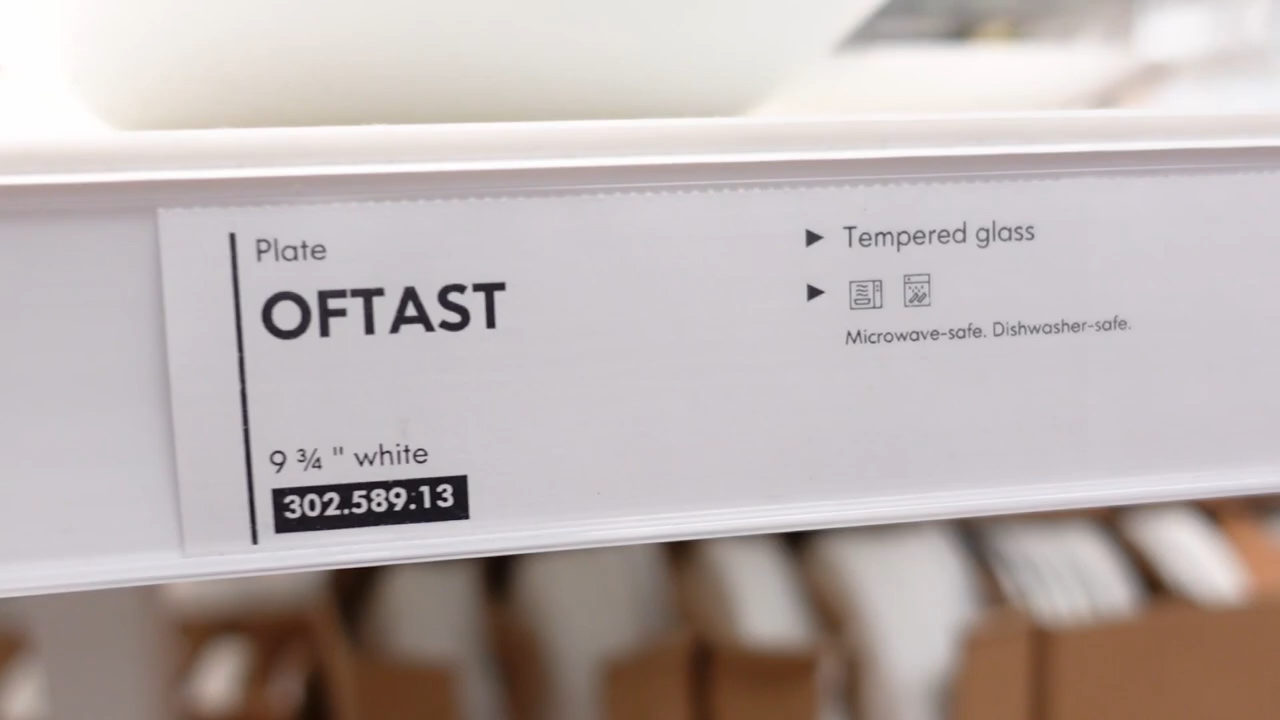 Plate
OFTAST
9 ¾ " white
302.589.13
Tempered glass
Microwave-safe. Dishwasher-safe.